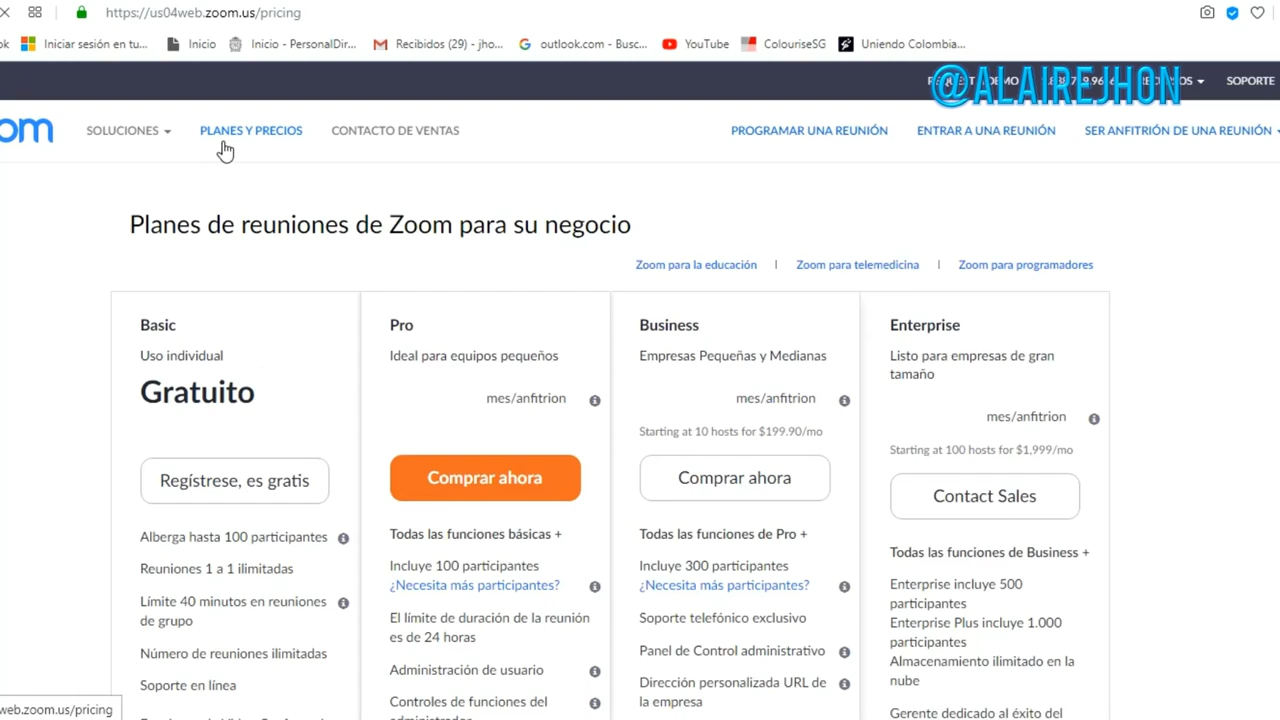 https://us04web.zoom.us/pricing
ok
Iniciar sesión en tu...
Inicio
Inicio - PersonalDir...
Recibidos (29) - jho...
outlook.com - Busc...
YouTube
ColouriseSG
Uniendo Colombia...
@ALAIREJHON
SOPORTE
om
SOLUCIONES
PLANES Y PRECIOS
CONTACTO DE VENTAS
PROGRAMAR UNA REUNIÓN
ENTRAR A UNA REUNIÓN
SER ANFITRIÓN DE UNA REUNIÓN
Planes de reuniones de Zoom para su negocio
Zoom para la educación | Zoom para telemedicina | Zoom para programadores
Basic
Uso individual
Gratuito
Regístrese, es gratis
Alberga hasta 100 participantes
Reuniones 1 a 1 ilimitadas
Límite 40 minutos en reuniones
de grupo
Número de reuniones ilimitadas
Soporte en línea
Pro
Ideal para equipos pequeños
mes/anfitrion
Comprar ahora
Todas las funciones básicas +
Incluye 100 participantes
¿Necesita más participantes?
El límite de duración de la reunión
es de 24 horas
Administración de usuario
Controles de funciones del
Business
Empresas Pequeñas y Medianas
mes/anfitrion
Starting at 10 hosts for $199.90/mo
Comprar ahora
Todas las funciones de Pro +
Incluye 300 participantes
¿Necesita más participantes?
Soporte telefónico exclusivo
Panel de Control administrativo
Dirección personalizada URL de
la empresa
Enterprise
Listo para empresas de gran
tamaño
mes/anfitrion
Starting at 100 hosts for $1,999/mo
Contact Sales
Todas las funciones de Business +
Enterprise incluye 500
participantes
Enterprise Plus incluye 1.000
participantes
Almacenamiento ilimitado en la
nube
Gerente dedicado al éxito del
web.zoom.us/pricing